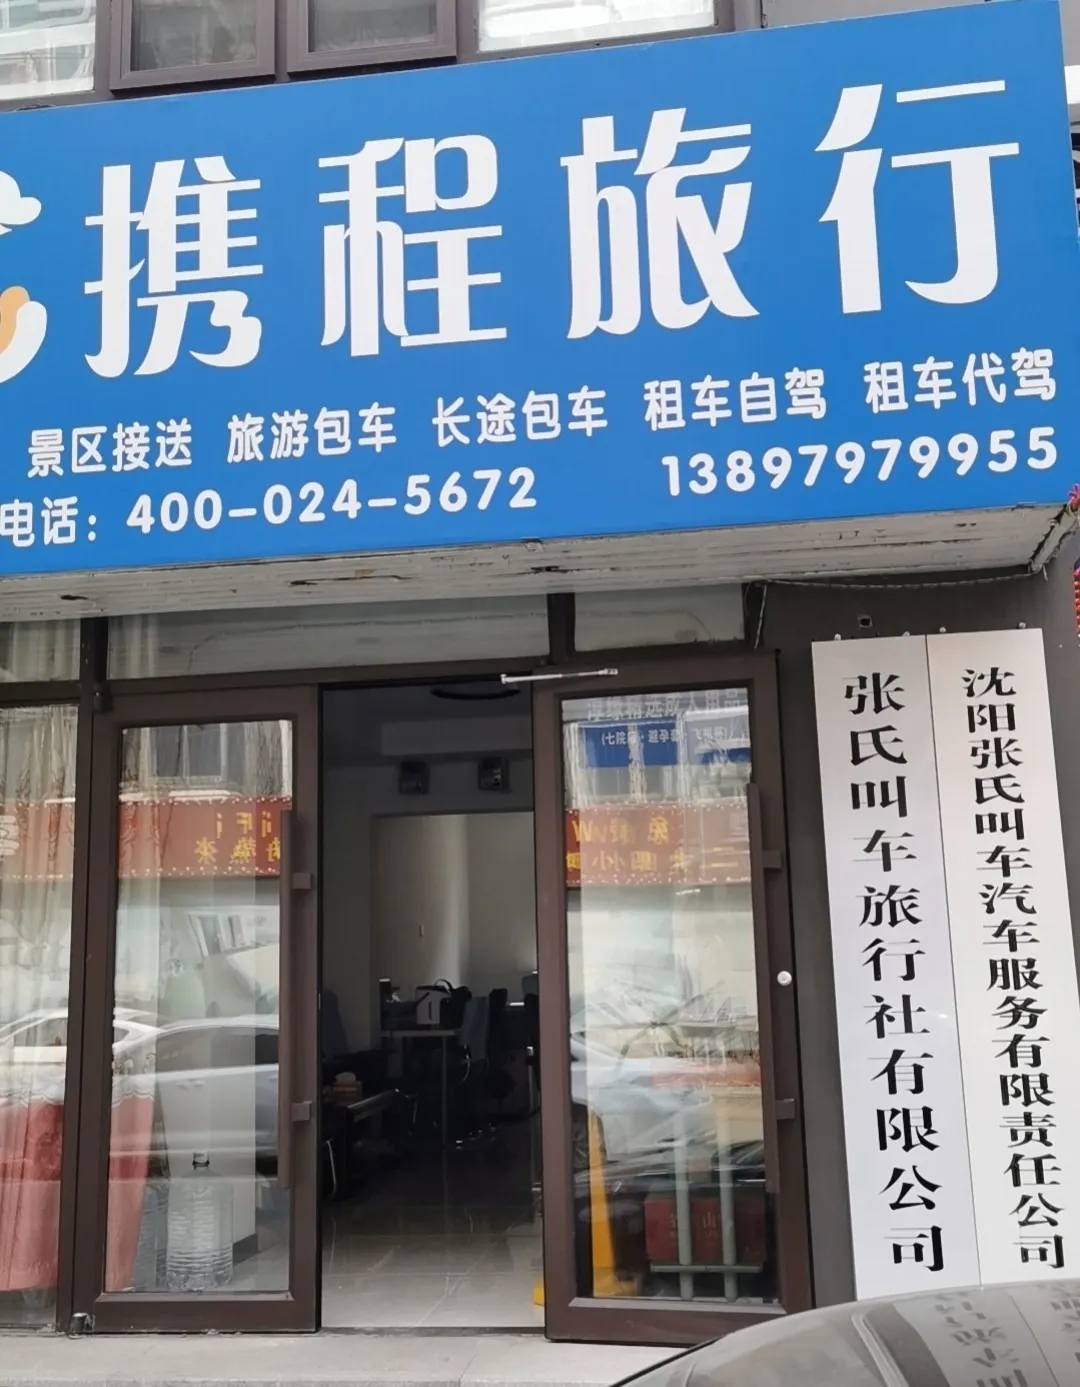 携程旅行
景区接送 旅游包车 长途包车 租车自驾 租车代驾
电话：400-024-5672 13897979955
张氏叫车旅行社有限公司
沈阳张氏叫车汽车服务有限责任公司